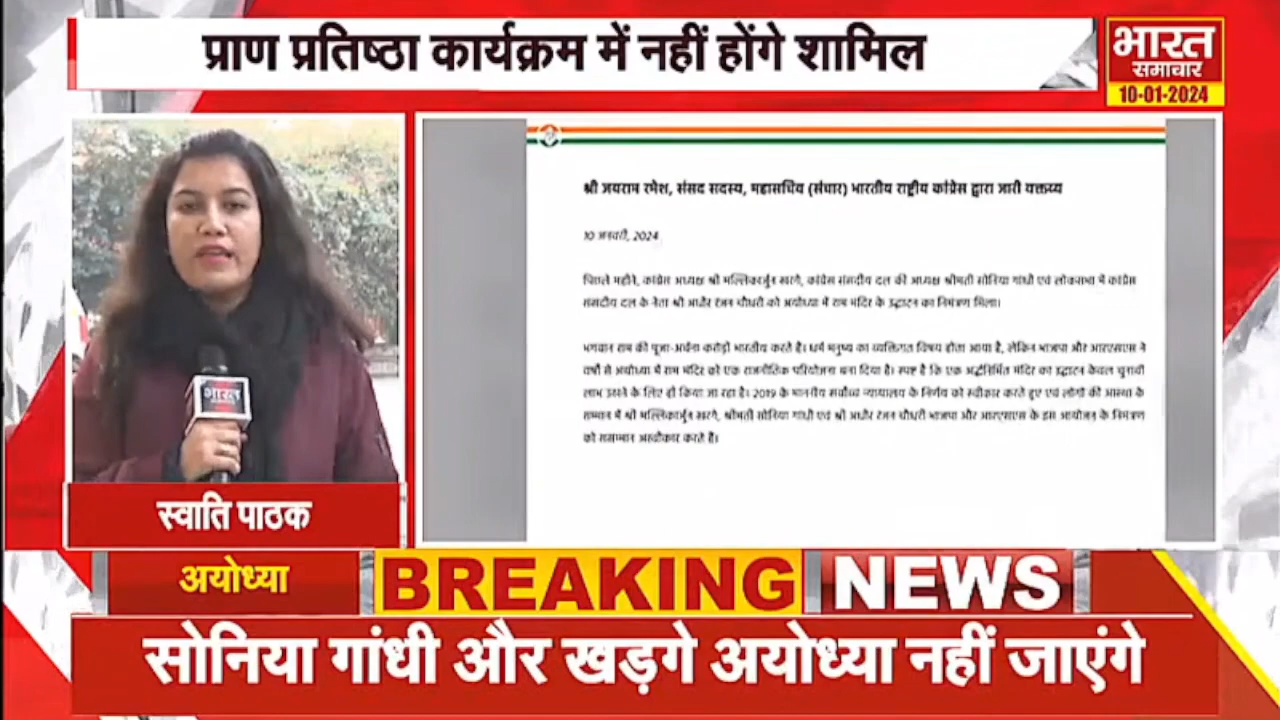 प्राण प्रतिष्ठा कार्यक्रम में नहीं होंगे शामिल
भारत
समाचार
10-01-2024
श्री जयराम रमेश, संसद सदस्य, महासचिव (संचार) भारतीय राष्ट्रीय कांग्रेस द्वारा जारी वक्तव्य
10 जनवरी, 2024
पिछले महीने, कांग्रेस अध्यक्ष श्री मल्लिकार्जुन खरगे, कांग्रेस संसदीय दल की अध्यक्ष श्रीमती सोनिया गांधी एवं लोकसभा में कांग्रेस
संसदीय दल के नेता श्री अधीर रंजन चौधरी को अयोध्या में राम मंदिर के उद्घाटन का निमंत्रण मिला।
भगवान राम की पूजा-अर्चना करोड़ों भारतीय करते हैं। धर्म मनुष्य का व्यक्तिगत विषय होता आया है, लेकिन भाजपा और आरएसएस ने
वर्षों से अयोध्या में राम मंदिर को एक राजनीतिक परियोजना बना दिया है। स्पष्ट है कि एक अर्द्धनिर्मित मंदिर का उद्घाटन केवल चुनावी
लाभ उठाने के लिए ही किया जा रहा है। 2019 के माननीय सर्वोच्च न्यायालय के निर्णय को स्वीकार करते हुए एवं लोगों की आस्था के
सम्मान में श्री मल्लिकार्जुन खरगे, श्रीमती सोनिया गांधी एवं श्री अधीर रंजन चौधरी भाजपा और आरएसएस के इस आयोजन के निमंत्रण
को ससम्मान अस्वीकार करते हैं।
भारत
स्वाति पाठक
अयोध्या
BREAKING NEWS
सोनिया गांधी और खड़गे अयोध्या नहीं जाएंगे